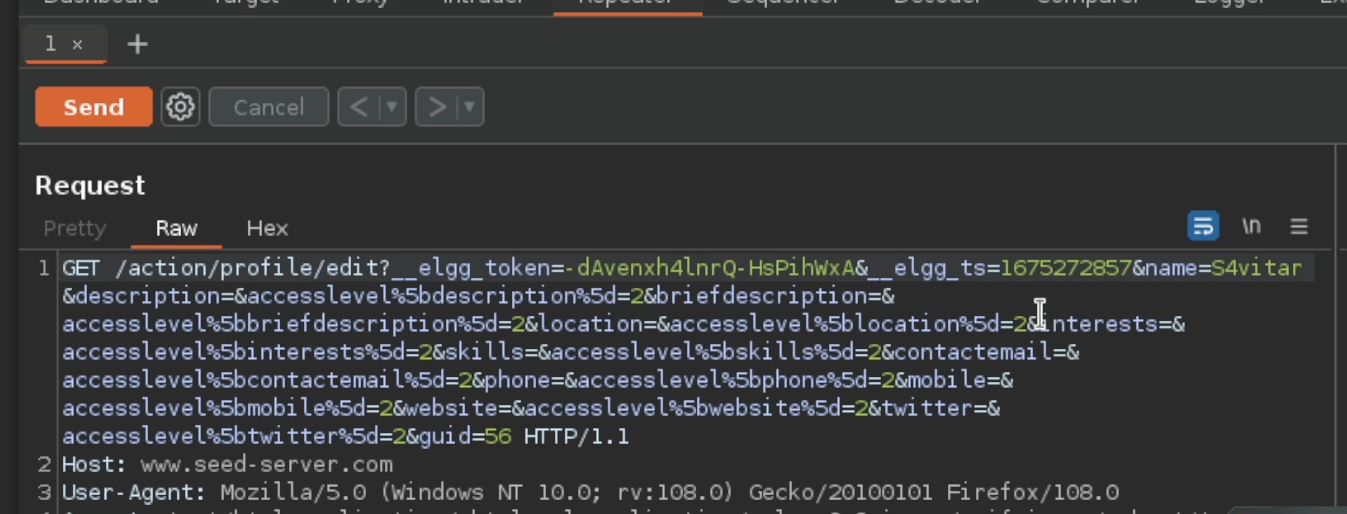 1 × +
Send Cancel < >
Request
Pretty Raw Hex \n
1 GET /action/profile/edit?__elgg_token=-dAvenxh4lnrQ-HsPihWxA&__elgg_ts=1675272857&name=S4vitar
&description=&accesslevel%5bdescription%5d=2&briefdescription=&
accesslevel%5bbriefdescription%5d=2&location=&accesslevel%5blocation%5d=2&interests=&
accesslevel%5binterests%5d=2&skills=&accesslevel%5bskills%5d=2&contactemail=&
accesslevel%5bcontactemail%5d=2&phone=&accesslevel%5bphone%5d=2&mobile=&
accesslevel%5bmobile%5d=2&website=&accesslevel%5bwebsite%5d=2&twitter=&
accesslevel%5btwitter%5d=2&guid=56 HTTP/1.1
2 Host: www.seed-server.com
3 User-Agent: Mozilla/5.0 (Windows NT 10.0; rv:108.0) Gecko/20100101 Firefox/108.0